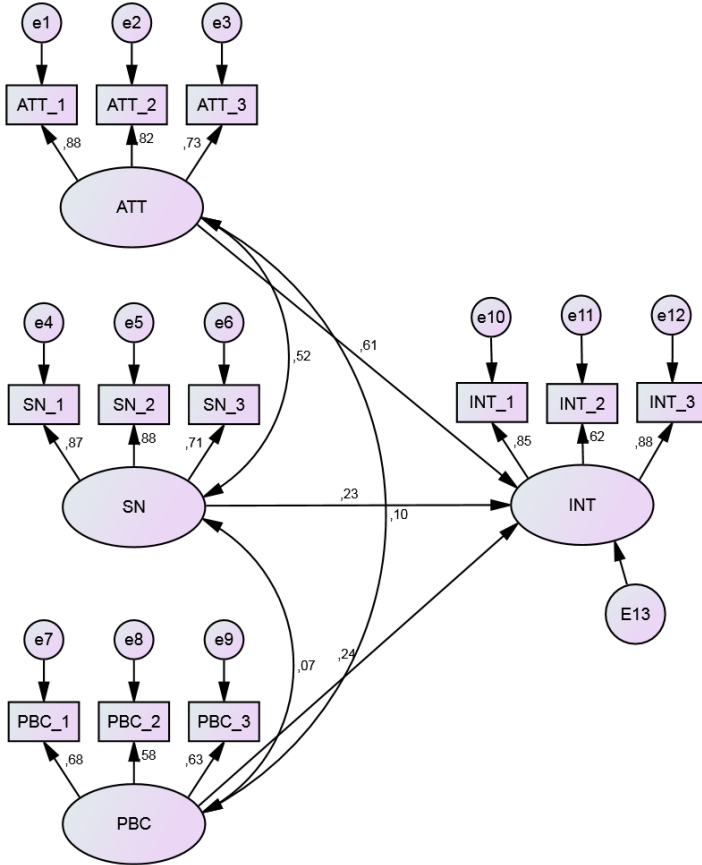 e1 e2 e3
ATT_1 ATT_2 ATT_3
,88 ,82 ,73
ATT
,61
,52
e4 e5 e6
SN_1 SN_2 SN_3
,87 ,88 ,71
SN
,23
,10
e10 e11 e12
INT_1 INT_2 INT_3
,85 ,62 ,88
INT
E13
e7 e8 e9
PBC_1 PBC_2 PBC_3
,68 ,58 ,63
PBC
,07
,24